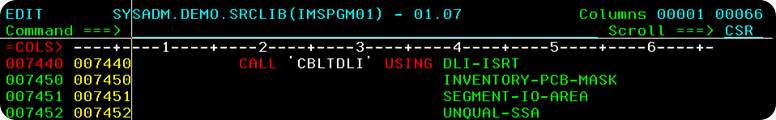 EDIT       SYSADM.DEMO.SRCLIB(IMSPGM01) - 01.07                Columns 00001 00066
Command ===>                                                   Scroll ===> CSR
=COLS> ----+----1----+----2----+----3----+----4----+----5----+----6----+-
007440 007440            CALL 'CBLTDLI' USING DLI-ISRT
007450 007450                                 INVENTORY-PCB-MASK
007451 007451                                 SEGMENT-IO-AREA
007452 007452                                 UNQUAL-SSA